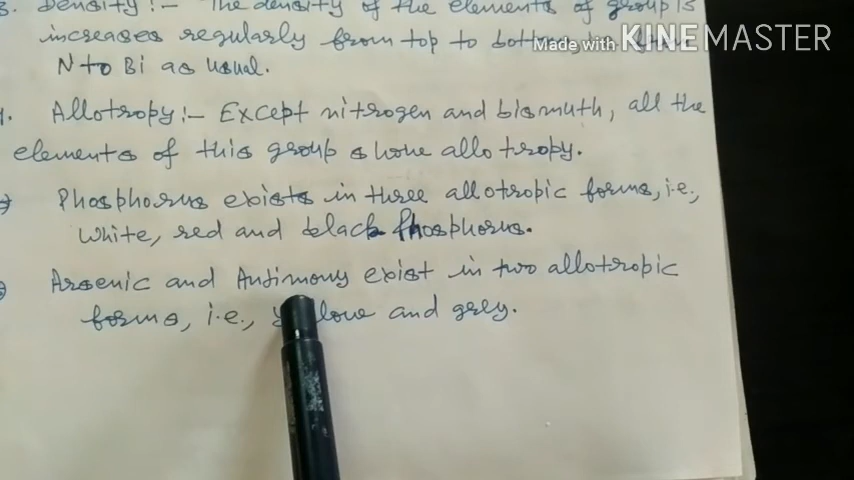 3. Density :- The density of the elements of group 15
increases regularly from top to bottom, from
N to Bi as usual.
4. Allotropy :- Except nitrogen and bismuth, all the
elements of this group show allotropy.
Phosphorus exists in three allotropic forms, i.e.,
White, red and black Phosphorus.
Arsenic and Antimony exist in two allotropic
forms, i.e., and grey.
Made with KINEMASTER